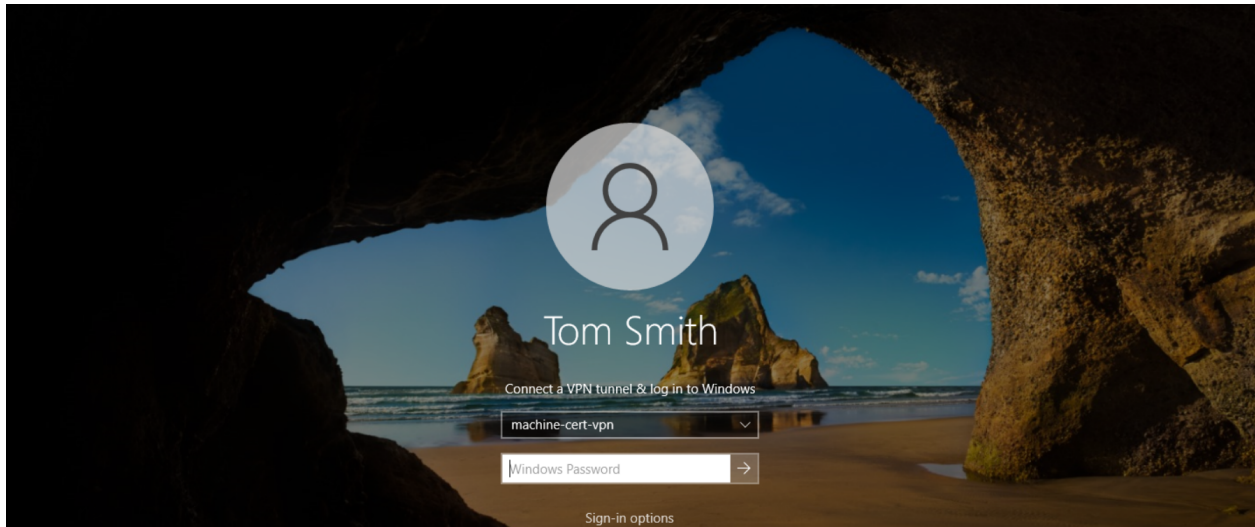 Tom Smith
Connect a VPN tunnel & log in to Windows
machine-cert-vpn
Windows Password
Sign-in options